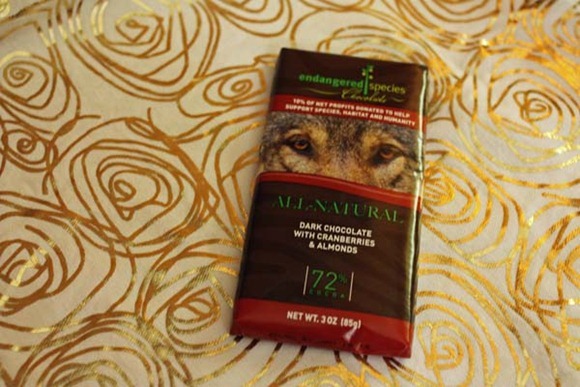 endangered species
Chocolate
10% OF NET PROFITS DONATED TO HELP
SUPPORT SPECIES, HABITAT AND HUMANITY
ALL-NATURAL
DARK CHOCOLATE
WITH CRANBERRIES
& ALMONDS
72%
COCOA
NET WT. 3 OZ (85g)